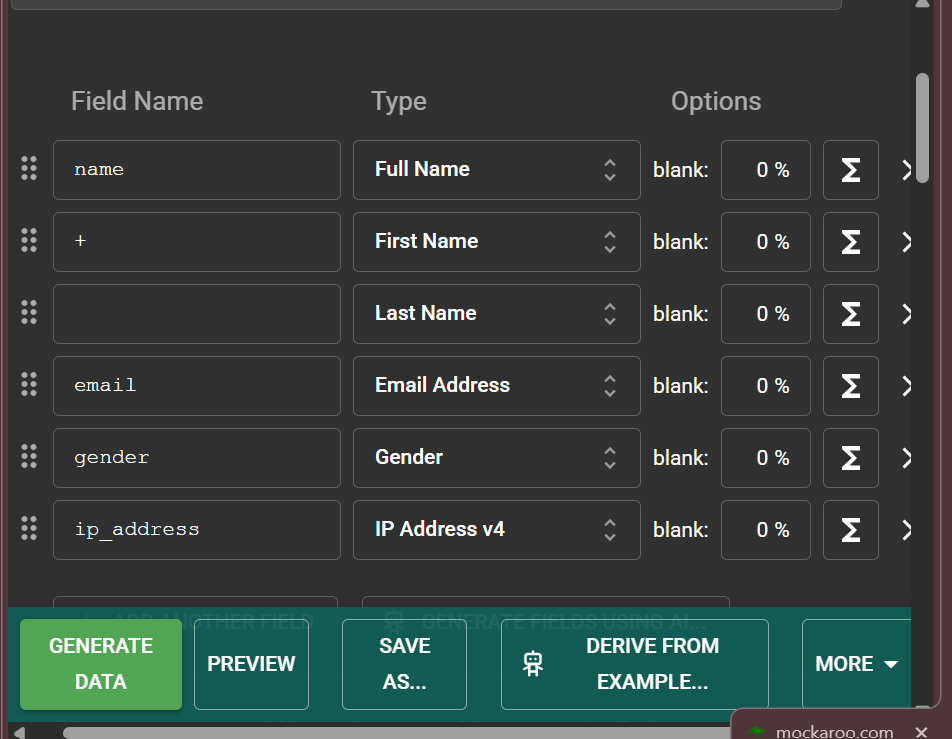 Field Name Type Options
name Full Name blank: 0 % Σ
+ First Name blank: 0 % Σ
Last Name blank: 0 % Σ
email Email Address blank: 0 % Σ
gender Gender blank: 0 % Σ
ip_address IP Address v4 blank: 0 % Σ
ADD ANOTHER FIELD GENERATE FIELDS USING AI...
GENERATE DATA
PREVIEW
SAVE AS...
DERIVE FROM EXAMPLE...
MORE
mockaroo.com